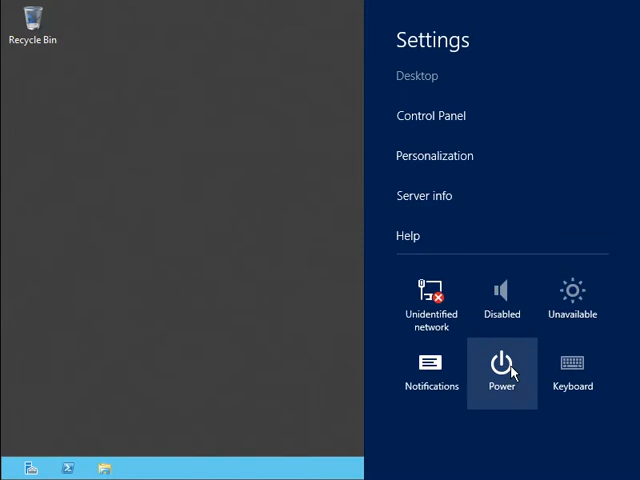 Recycle Bin
Settings
Desktop
Control Panel
Personalization
Server info
Help
Unidentified
network
Disabled
Unavailable
Notifications
Power
Keyboard